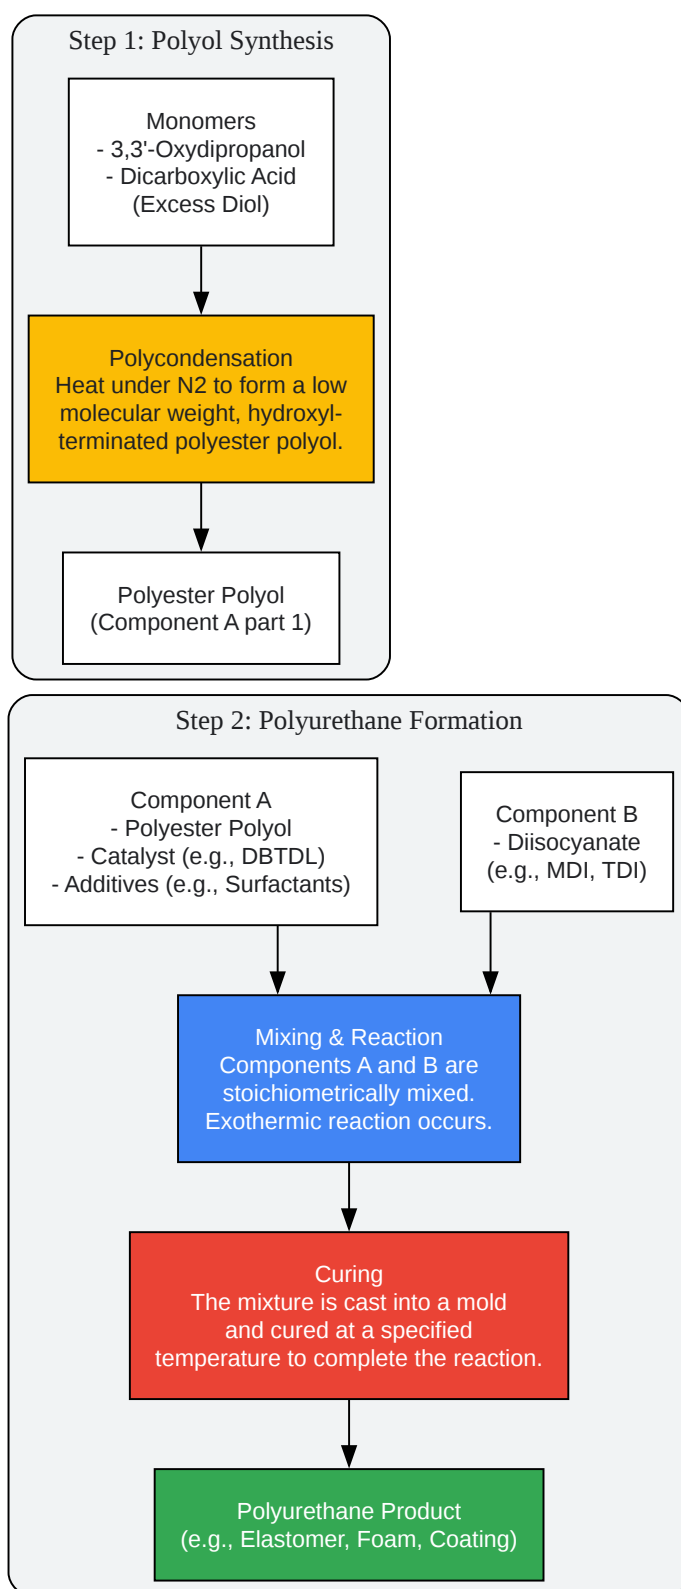 Step 1: Polyol Synthesis
Monomers
- 3,3'-Oxydipropanol
- Dicarboxylic Acid
(Excess Diol)
Polycondensation
Heat under N2 to form a low
molecular weight, hydroxyl-
terminated polyester polyol.
Polyester Polyol
(Component A part 1)
Step 2: Polyurethane Formation
Component A
- Polyester Polyol
- Catalyst (e.g., DBTDL)
- Additives (e.g., Surfactants)
Component B
- Diisocyanate
(e.g., MDI, TDI)
Mixing & Reaction
Components A and B are
stoichiometrically mixed.
Exothermic reaction occurs.
Curing
The mixture is cast into a mold
and cured at a specified
temperature to complete the reaction.
Polyurethane Product
(e.g., Elastomer, Foam, Coating)